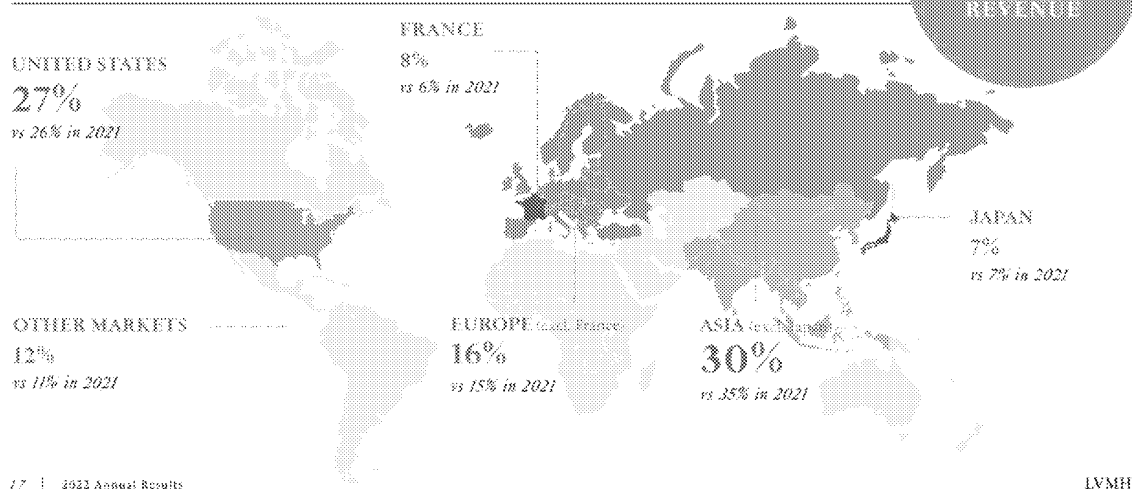 REVENUE
FRANCE
8%
vs 6% in 2021
UNITED STATES
27%
vs 26% in 2021
JAPAN
7%
vs 7% in 2021
OTHER MARKETS
12%
vs 11% in 2021
EUROPE (excl. France)
16%
vs 15% in 2021
ASIA (excl. Japan)
30%
vs 35% in 2021
17 | 2022 Annual Results
LVMH